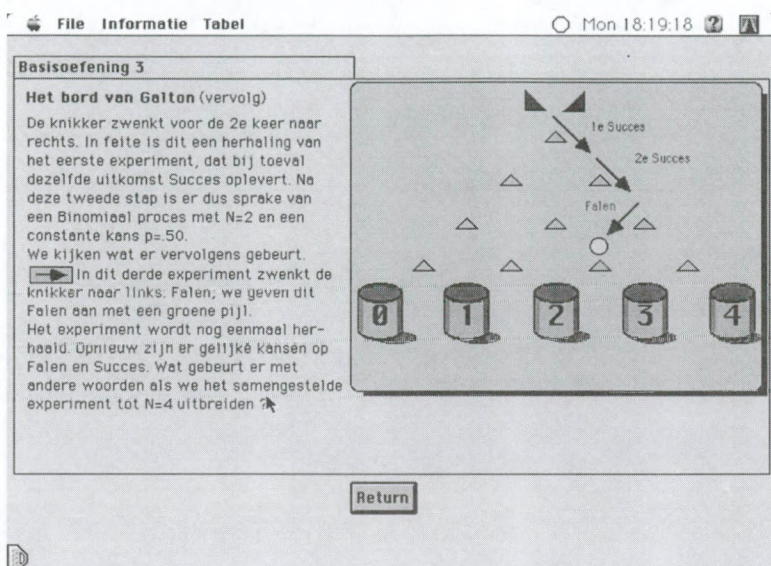 File Informatie Tabel Mon 18:19:18
Basisoefening 3
Het bord van Galton (vervolg)
De knikker zwenkt voor de 2e keer naar
rechts. In feite is dit een herhaling van
het eerste experiment, dat bij toeval
dezelfde uitkomst Succes oplevert. Na
deze tweede stap is er dus sprake van
een Binomiaal proces met N=2 en een
constante kans p=.50.
We kijken wat er vervolgens gebeurt.
In dit derde experiment zwenkt de
knikker naar links: Falen; we geven dit
Falen aan met een groene pijl.
Het experiment wordt nog eenmaal her-
haald. Opnieuw zijn er gelijke kansen op
Falen en Succes. Wat gebeurt er met
andere woorden als we het samengestelde
experiment tot N=4 uitbreiden ?
1e Succes
2e Succes
Falen
0 1 2 3 4
Return